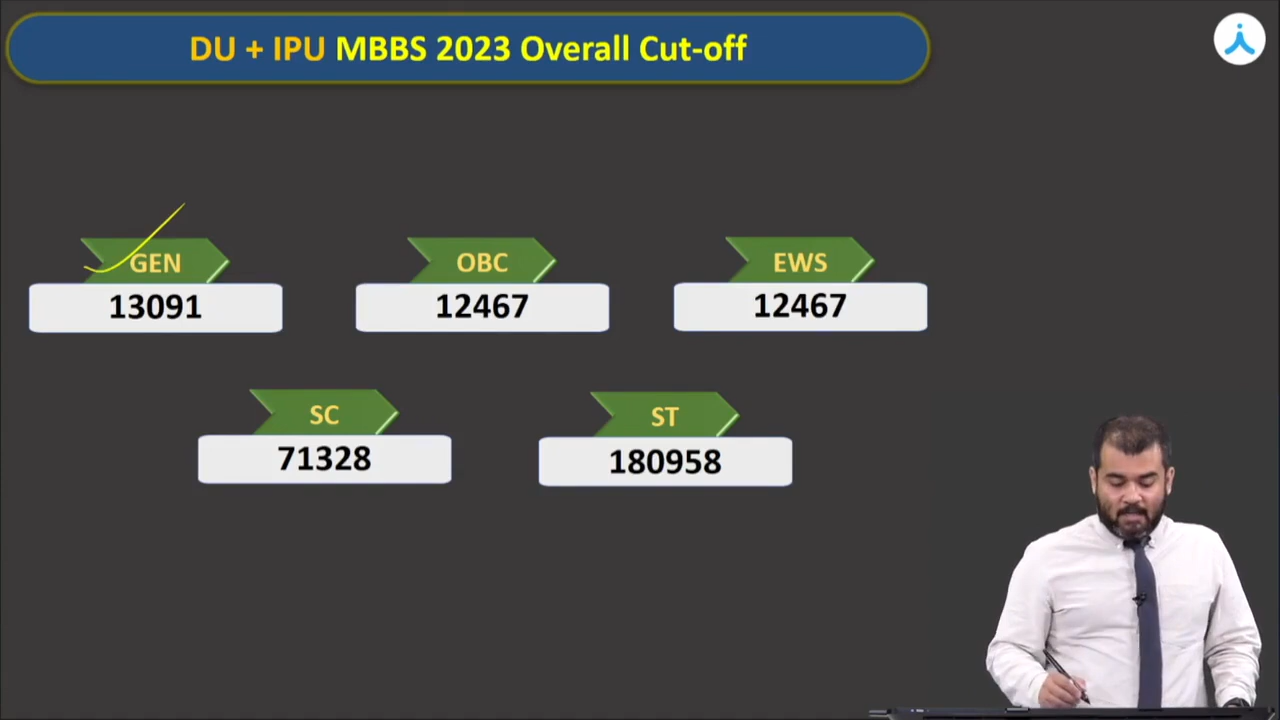 DU + IPU MBBS 2023 Overall Cut-off
GEN
13091
OBC
12467
EWS
12467
SC
71328
ST
180958